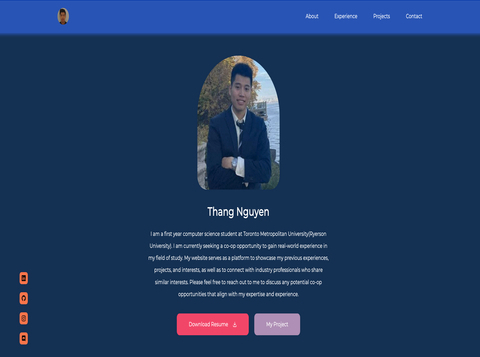 About Experience Projects Contact
Thang Nguyen
I am a first year computer science student at Toronto Metropolitan University(Ryerson
University). I am currently seeking a co-op opportunity to gain real-world experience in
my field of study. My website serves as a platform to showcase my previous experiences,
projects, and interests, as well as to connect with industry professionals who share
similar interests. Please feel free to reach out to me to discuss any potential co-op
opportunities that align with my expertise and experience.
Download Resume My Project